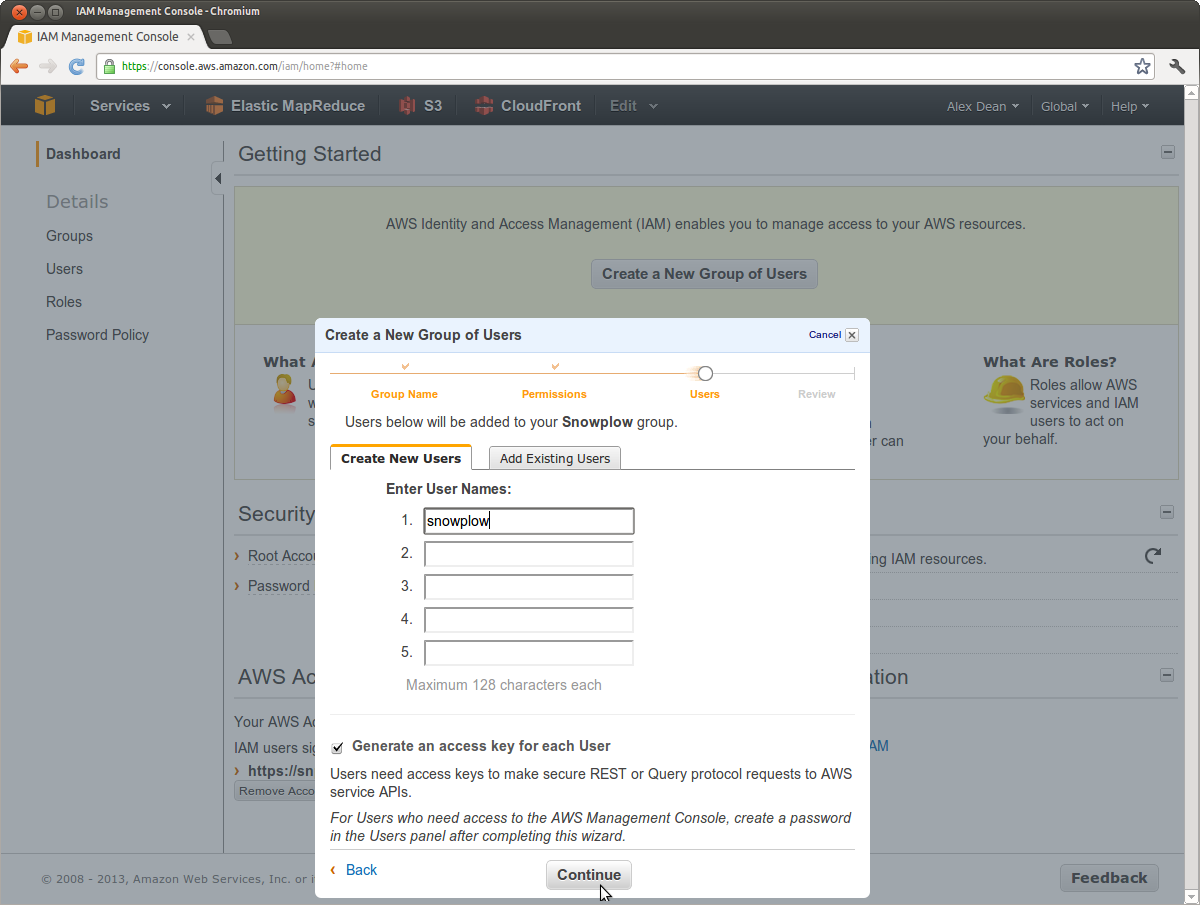 IAM Management Console - Chromium
IAM Management Console
https://console.aws.amazon.com/iam/home?#home
Services
Elastic MapReduce
S3
CloudFront
Edit
Alex Dean
Global
Help
Dashboard
Details
Groups
Users
Roles
Password Policy
Getting Started
AWS Identity and Access Management (IAM) enables you to manage access to your AWS resources.
Create a New Group of Users
What
What Are Roles?
Roles allow AWS
services and IAM
users to act on
your behalf.
er can
Security
Root Accou
Password
ng IAM resources.
AWS Ac
ation
Your AWS Ac
IAM users sig
AM
https://sn
Remove Acco
Create a New Group of Users
Cancel
Group Name
Permissions
Users
Review
Users below will be added to your Snowplow group.
Create New Users
Add Existing Users
Enter User Names:
1. snowplow
2.
3.
4.
5.
Maximum 128 characters each
Generate an access key for each User
Users need access keys to make secure REST or Query protocol requests to AWS
service APIs.
For Users who need access to the AWS Management Console, create a password
in the Users panel after completing this wizard.
Back
Continue
© 2008 - 2013, Amazon Web Services, Inc. or i
Feedback